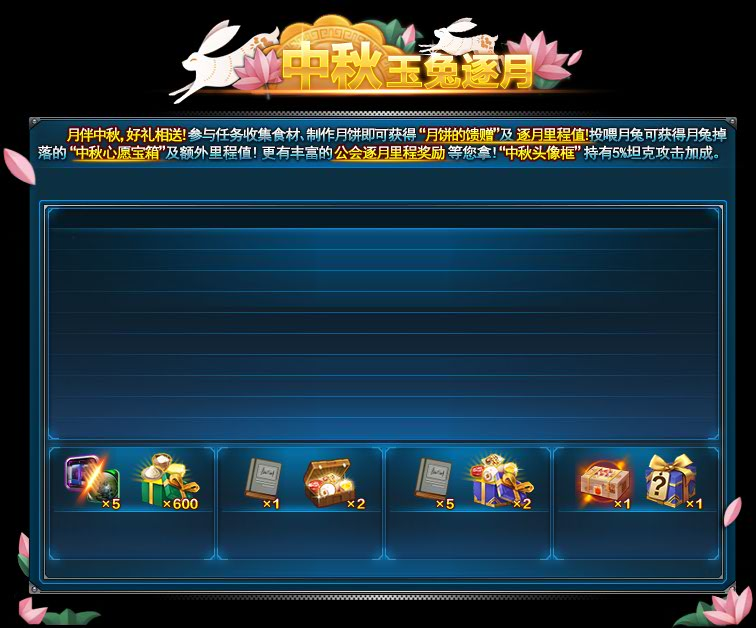 中秋玉兔逐月
月伴中秋，好礼相送！参与任务收集食材、制作月饼即可获得“月饼的馈赠”及 逐月里程值！投喂月兔可获得月兔掉
落的“中秋心愿宝箱”及额外里程值！更有丰富的公会逐月里程奖励 等您拿！“中秋头像框”持有5%坦克攻击加成。
×5 ×600 ×1 ×2 ×5 ×2 ×1 ? ×1